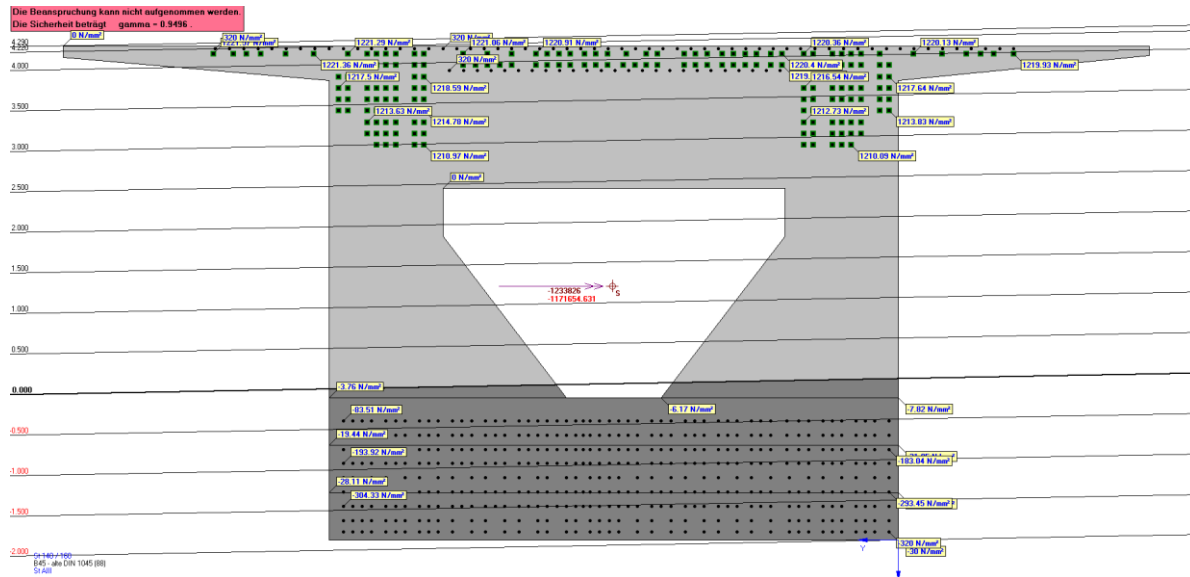 Die Beanspruchung kann nicht aufgenommen werden.
Die Sicherheit beträgt gamma = 0.9496 .
0 N/mm²
320 N/mm²
1221.29 N/mm²
320 N/mm²
1221.06 N/mm²
1220.91 N/mm²
1220.36 N/mm²
1220.13 N/mm²
4.290
4.220
4.000
1221.36 N/mm²
320 N/mm²
1220.4 N/mm²
1219.93 N/mm²
1217.5 N/mm²
1219.
1216.54 N/mm²
1218.59 N/mm²
1217.64 N/mm²
3.500
1213.63 N/mm²
1212.73 N/mm²
1214.78 N/mm²
1213.83 N/mm²
3.000
1210.97 N/mm²
1210.09 N/mm²
2.500
0 N/mm²
2.000
1.500
-1233826
S
-1171654.631
1.000
0.500
0.000
-3.76 N/mm²
-83.51 N/mm²
-6.17 N/mm²
-7.82 N/mm²
-0.500
-19.44 N/mm²
-193.92 N/mm²
-183.04 N/mm²
-1.000
-28.11 N/mm²
-304.33 N/mm²
-293.45 N/mm²
-1.500
-320 N/mm²
-30 N/mm²
Y
-2.000
St 140 / 160
B45 - alte DIN 1045 (88)
St AIII